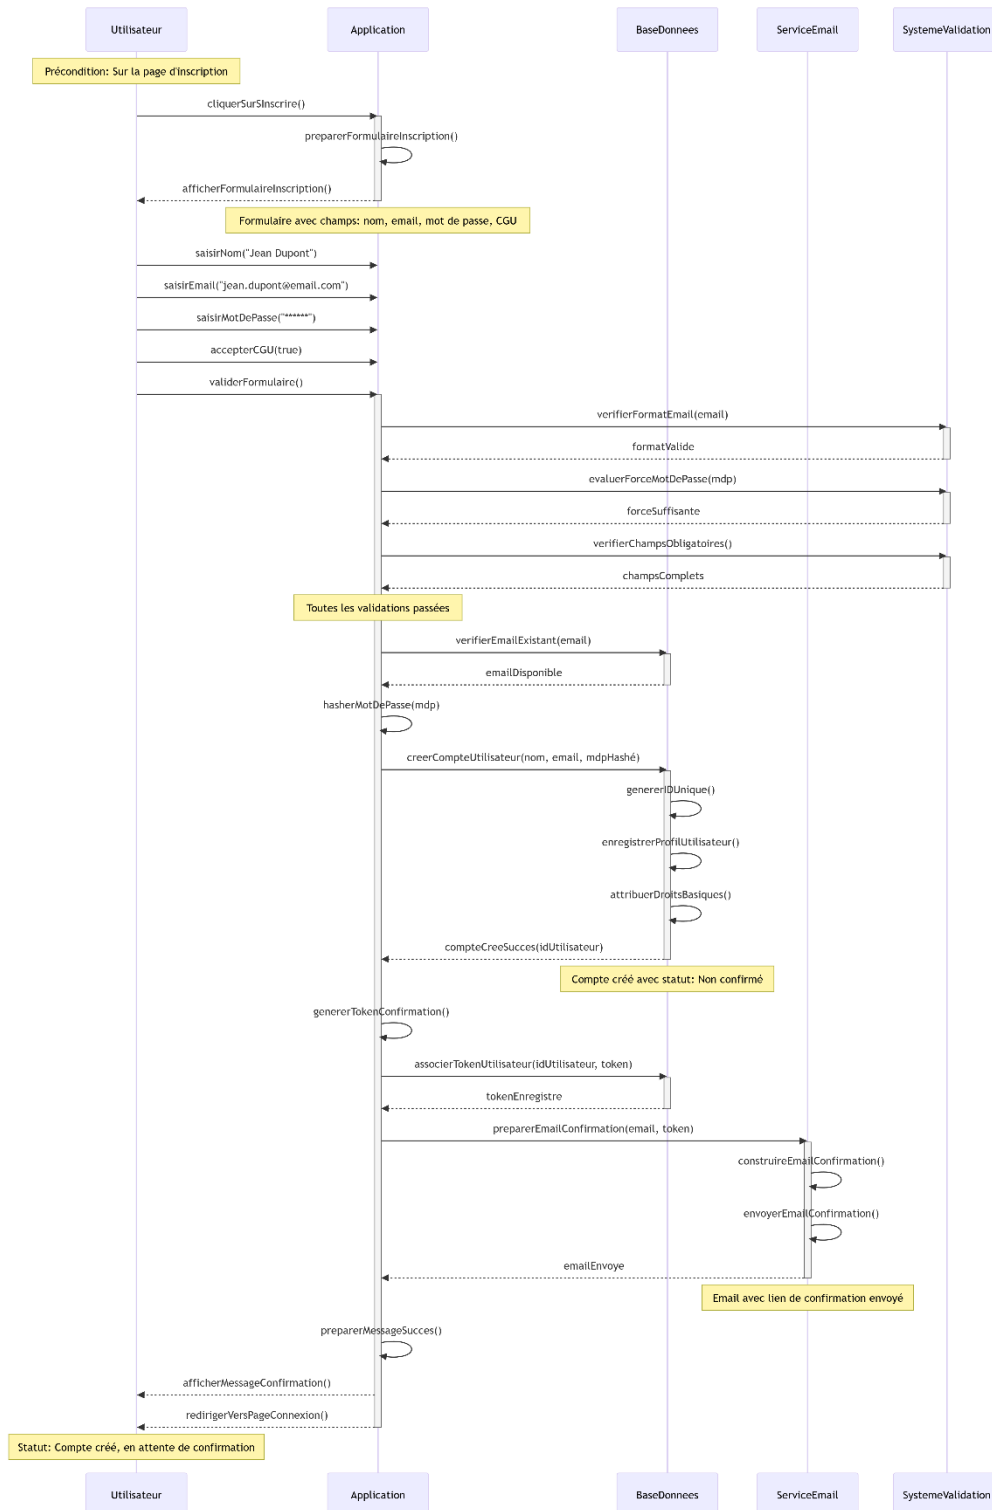 Utilisateur
Application
BaseDonnees
ServiceEmail
SystemeValidation
Précondition: Sur la page d'inscription
cliquerSurSInscrire()
preparerFormulaireInscription()
afficherFormulaireInscription()
Formulaire avec champs: nom, email, mot de passe, CGU
saisirNom("Jean Dupont")
saisirEmail("jean.dupont@email.com")
saisirMotDePasse("******")
accepterCGU(true)
validerFormulaire()
verifierFormatEmail(email)
formatValide
evaluerForceMotDePasse(mdp)
forceSuffisante
verifierChampsObligatoires()
champsComplets
Toutes les validations passées
verifierEmailExistant(email)
emailDisponible
hasherMotDePasse(mdp)
creerCompteUtilisateur(nom, email, mdpHashé)
genererIDUnique()
enregistrerProfilUtilisateur()
attribuerDroitsBasiques()
compteCreeSucces(idUtilisateur)
Compte créé avec statut: Non confirmé
genererTokenConfirmation()
associerTokenUtilisateur(idUtilisateur, token)
tokenEnregistre
preparerEmailConfirmation(email, token)
construireEmailConfirmation()
envoyerEmailConfirmation()
emailEnvoye
Email avec lien de confirmation envoyé
preparerMessageSucces()
afficherMessageConfirmation()
redirigerVersPageConnexion()
Statut: Compte créé, en attente de confirmation
Utilisateur
Application
BaseDonnees
ServiceEmail
SystemeValidation